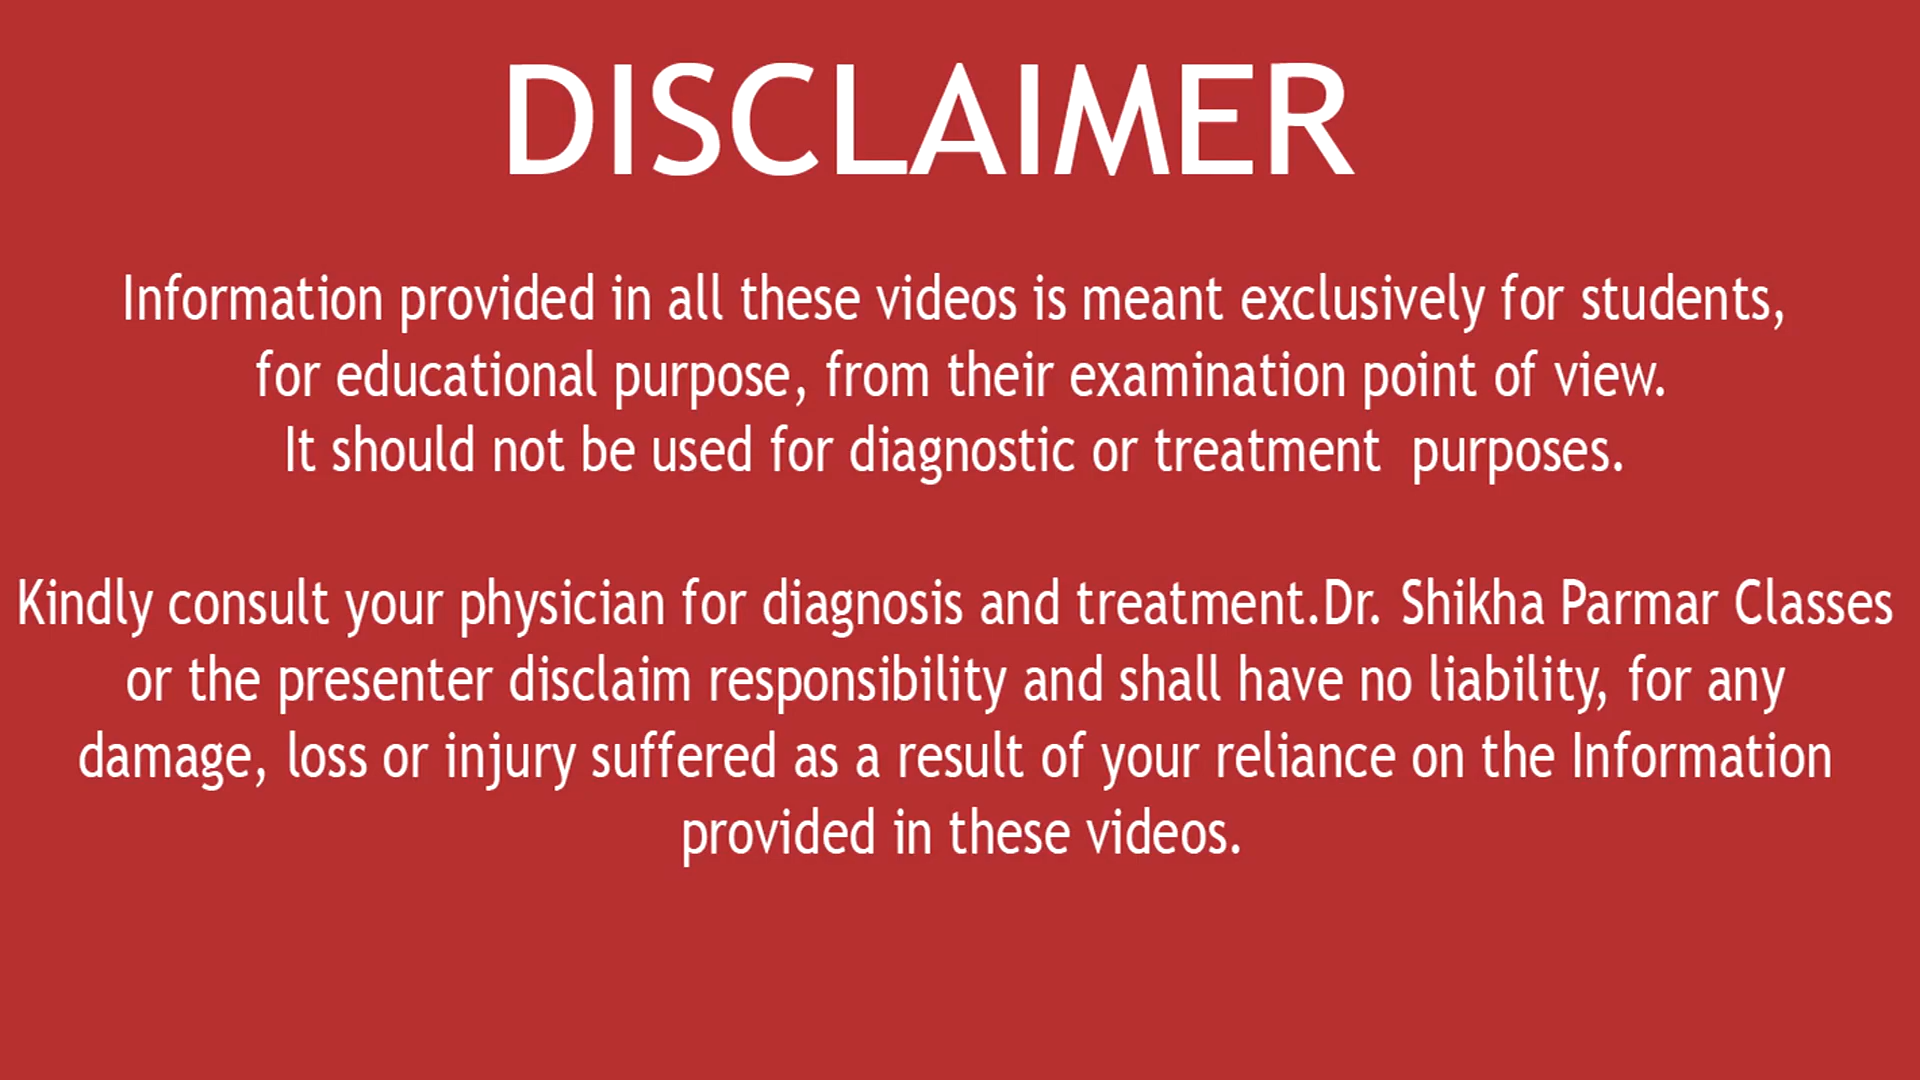 DISCLAIMER
Information provided in all these videos is meant exclusively for students,
for educational purpose, from their examination point of view.
It should not be used for diagnostic or treatment  purposes.
Kindly consult your physician for diagnosis and treatment.Dr. Shikha Parmar Classes
or the presenter disclaim responsibility and shall have no liability, for any
damage, loss or injury suffered as a result of your reliance on the Information
provided in these videos.